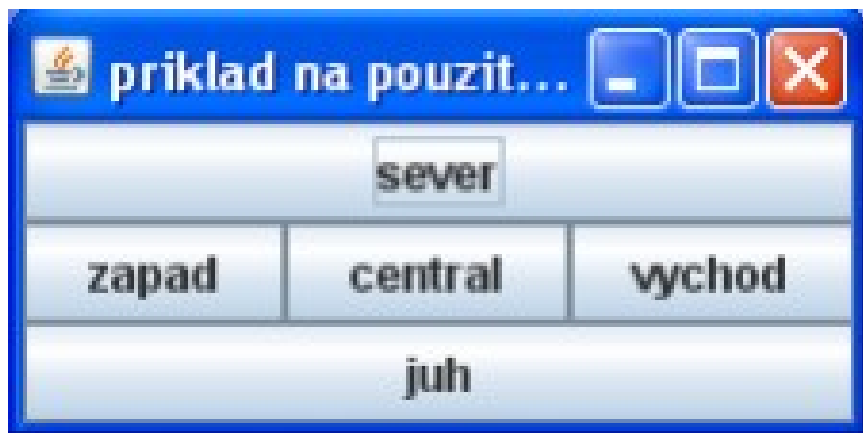 priklad na pouzit...
sever
zapad central vychod
juh